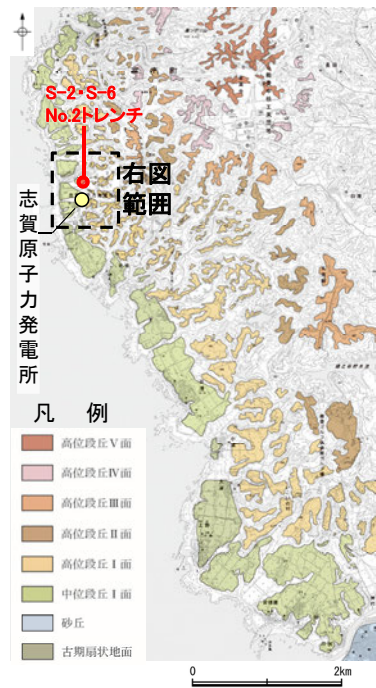 S-2・S-6
No.2トレンチ
右図
範囲
志賀原子力発電所
凡 例
高位段丘Ⅴ面
高位段丘Ⅳ面
高位段丘Ⅲ面
高位段丘Ⅱ面
高位段丘Ⅰ面
中位段丘Ⅰ面
砂丘
古期扇状地面
0 2km